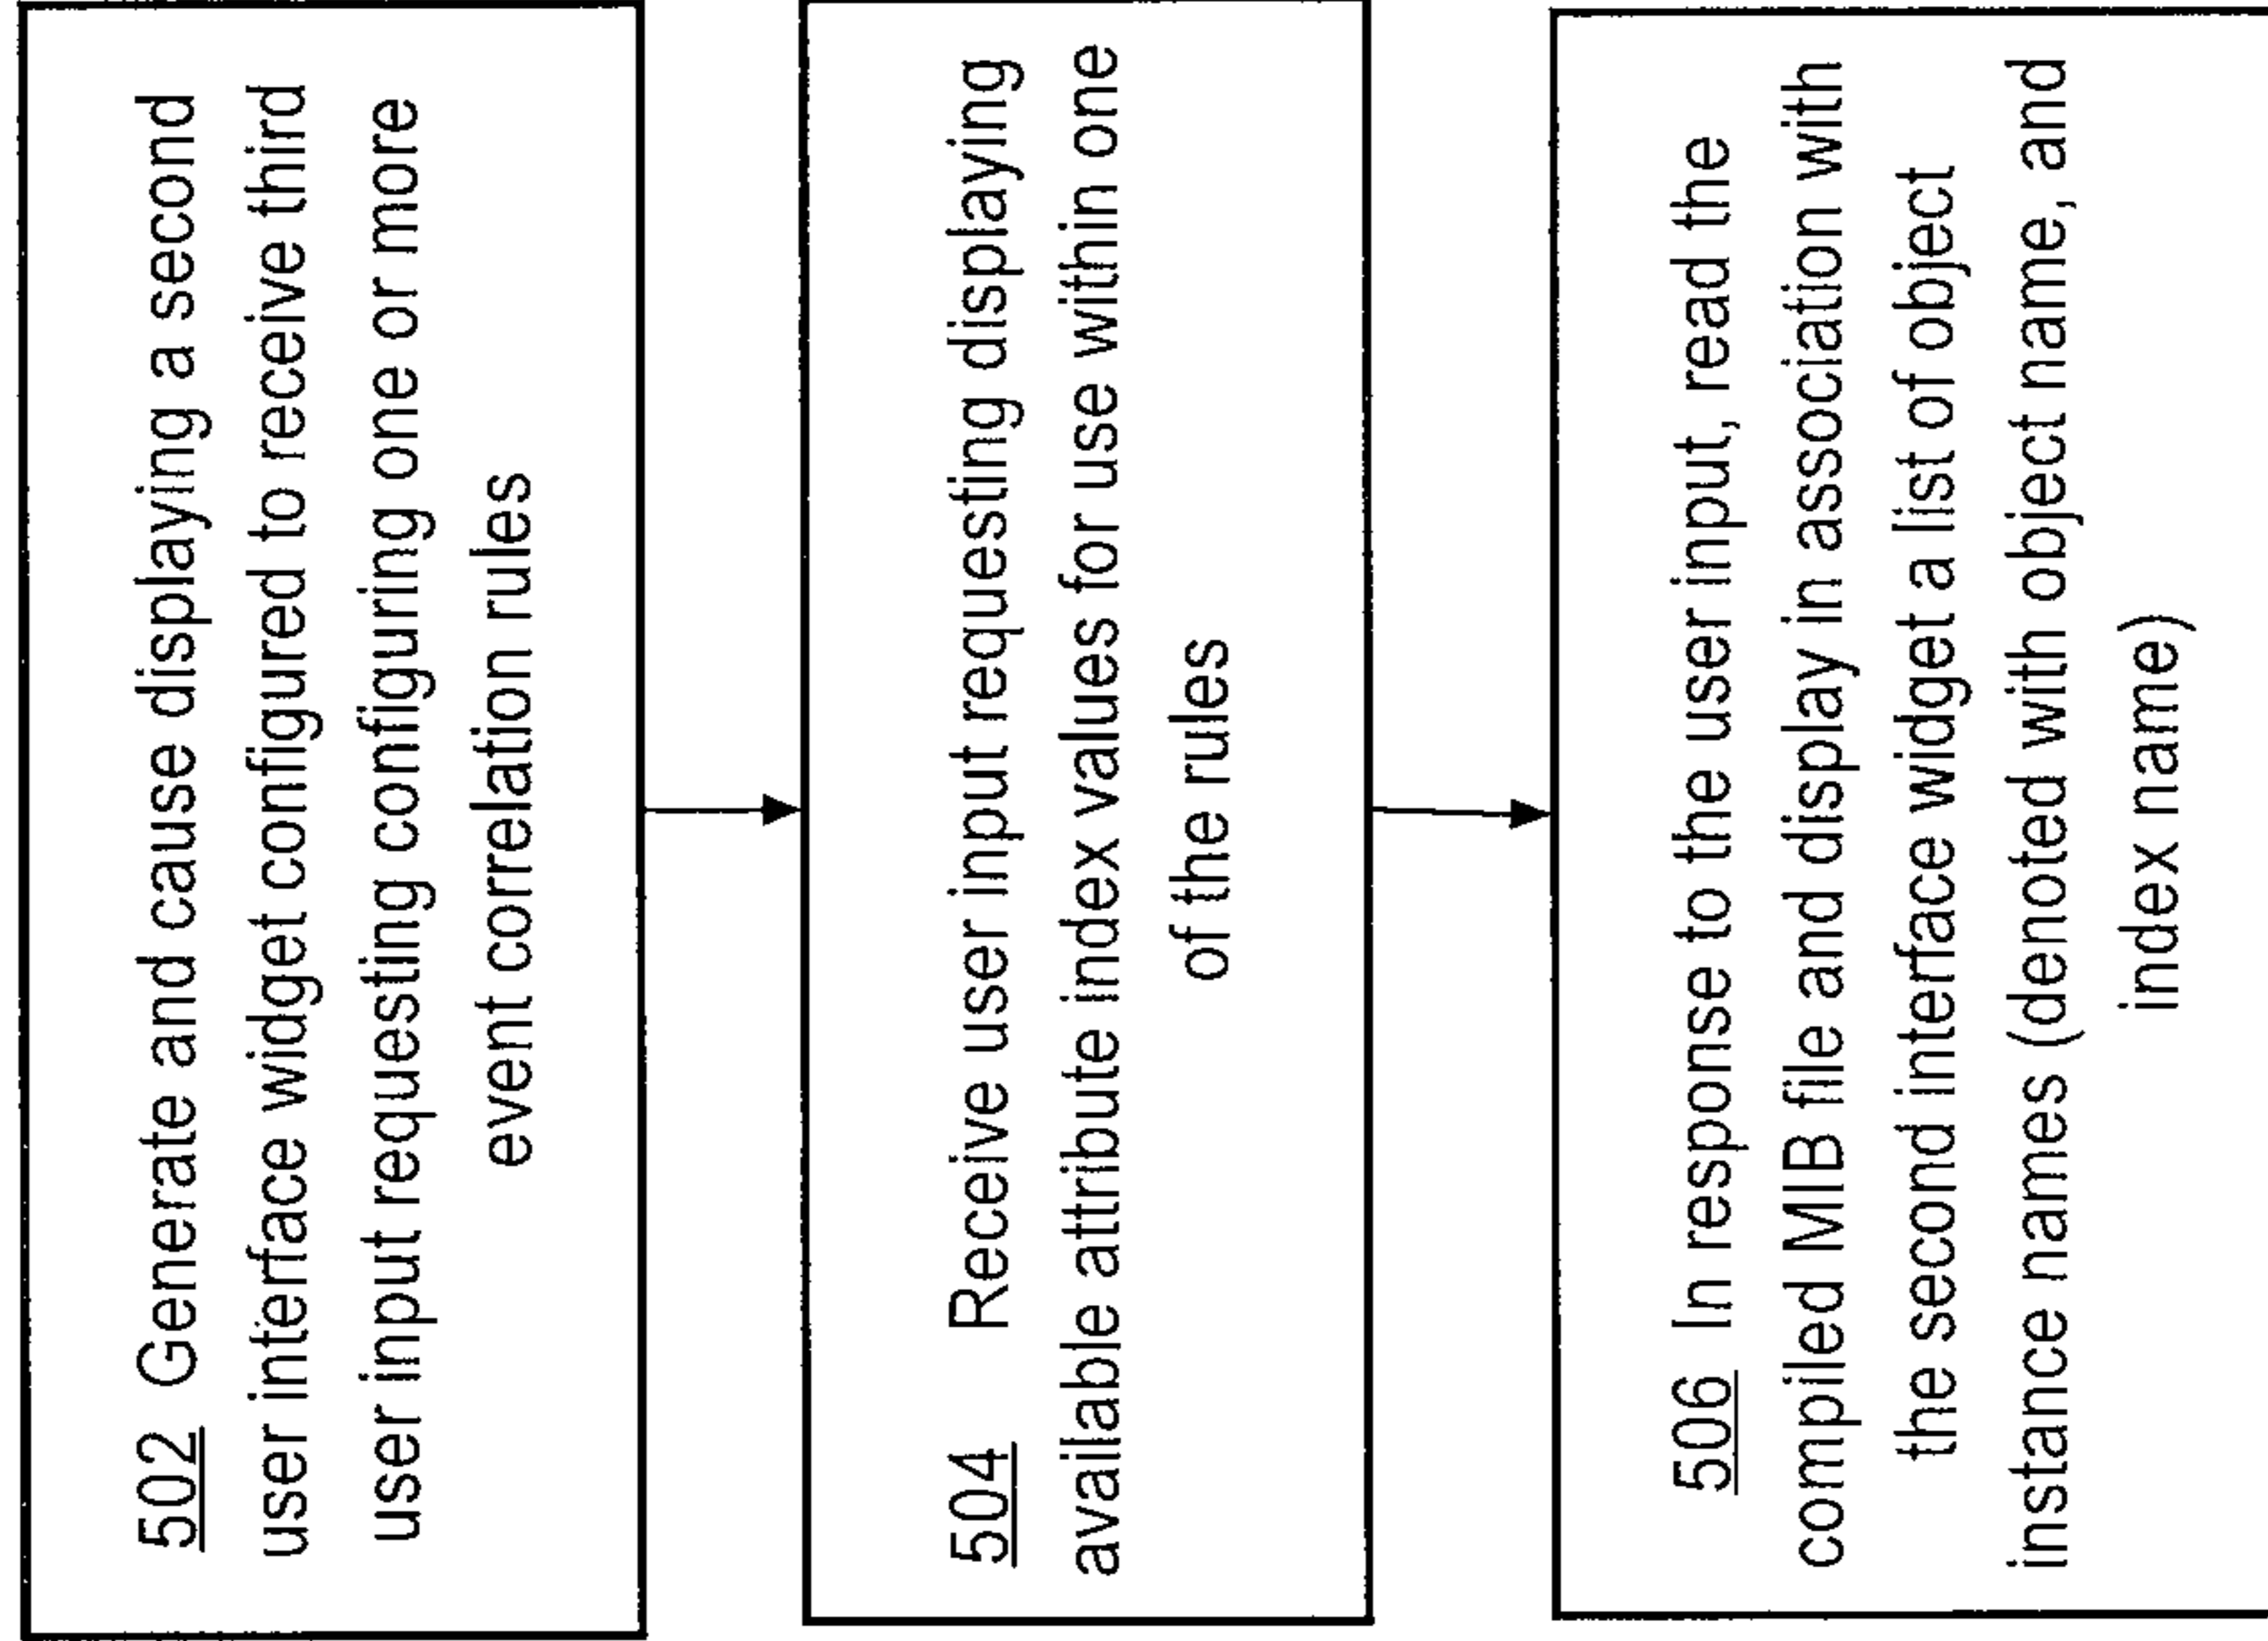 502 Generate and cause displaying a second
user interface widget configured to receive third
user input requesting configuring one or more
event correlation rules
504 Receive user input requesting displaying
available attribute index values for use within one
of the rules
506 In response to the user input, read the
compiled MIB file and display in association with
the second interface widget a list of object
instance names (denoted with object name, and
index name)